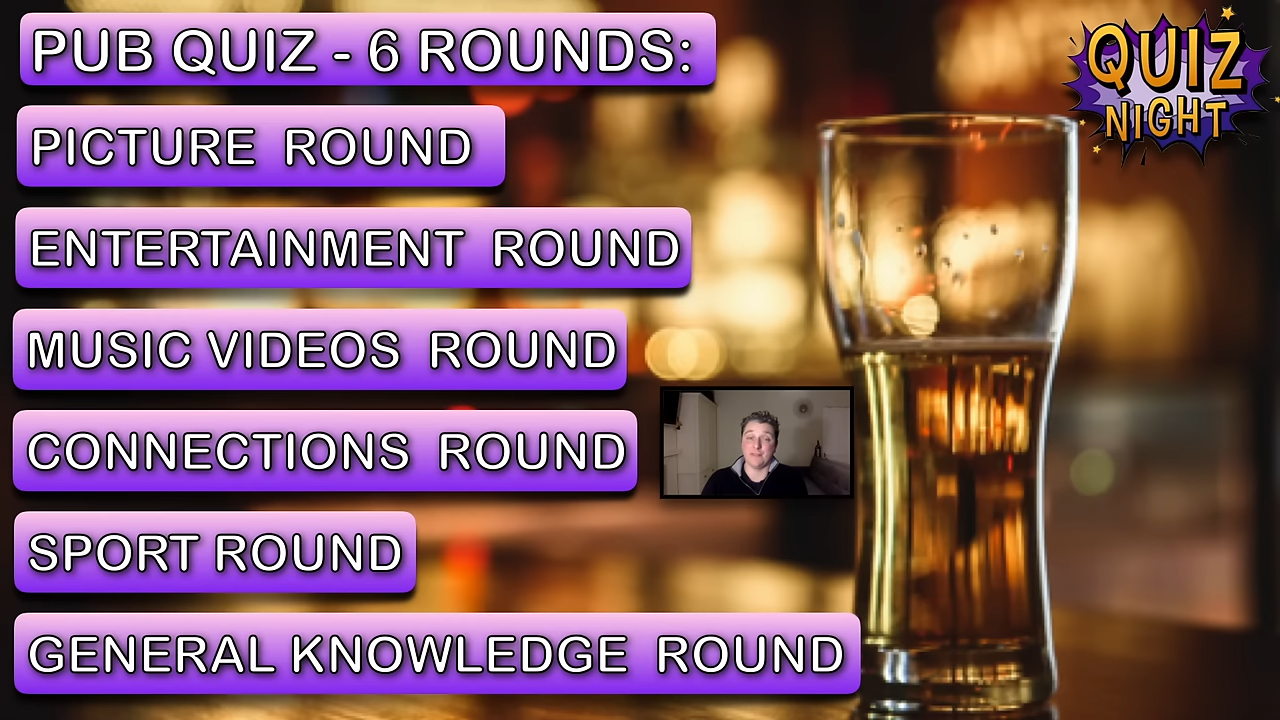 PUB QUIZ - 6 ROUNDS:
QUIZ
NIGHT
PICTURE ROUND
ENTERTAINMENT ROUND
MUSIC VIDEOS ROUND
CONNECTIONS ROUND
SPORT ROUND
GENERAL KNOWLEDGE ROUND